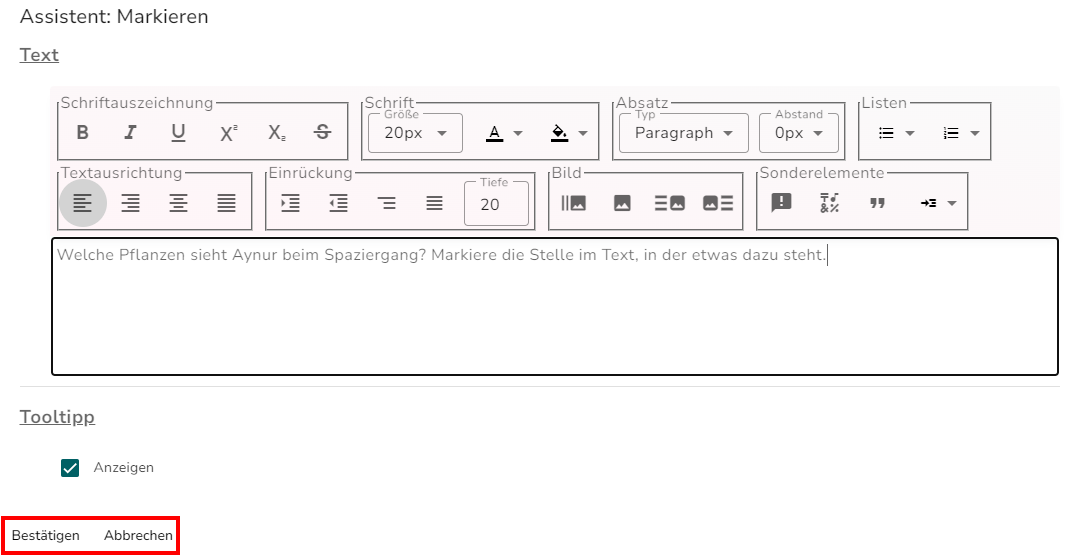 Assistent: Markieren
Text
Schriftauszeichnung Schrift Absatz Listen
Größe Typ Abstand
B I U X² X₂ S 20px A Paragraph 0px
Textausrichtung Einrückung Bild Sonderelemente
Tiefe
20
Welche Pflanzen sieht Aynur beim Spaziergang? Markiere die Stelle im Text, in der etwas dazu steht.
Tooltipp
Anzeigen
Bestätigen Abbrechen